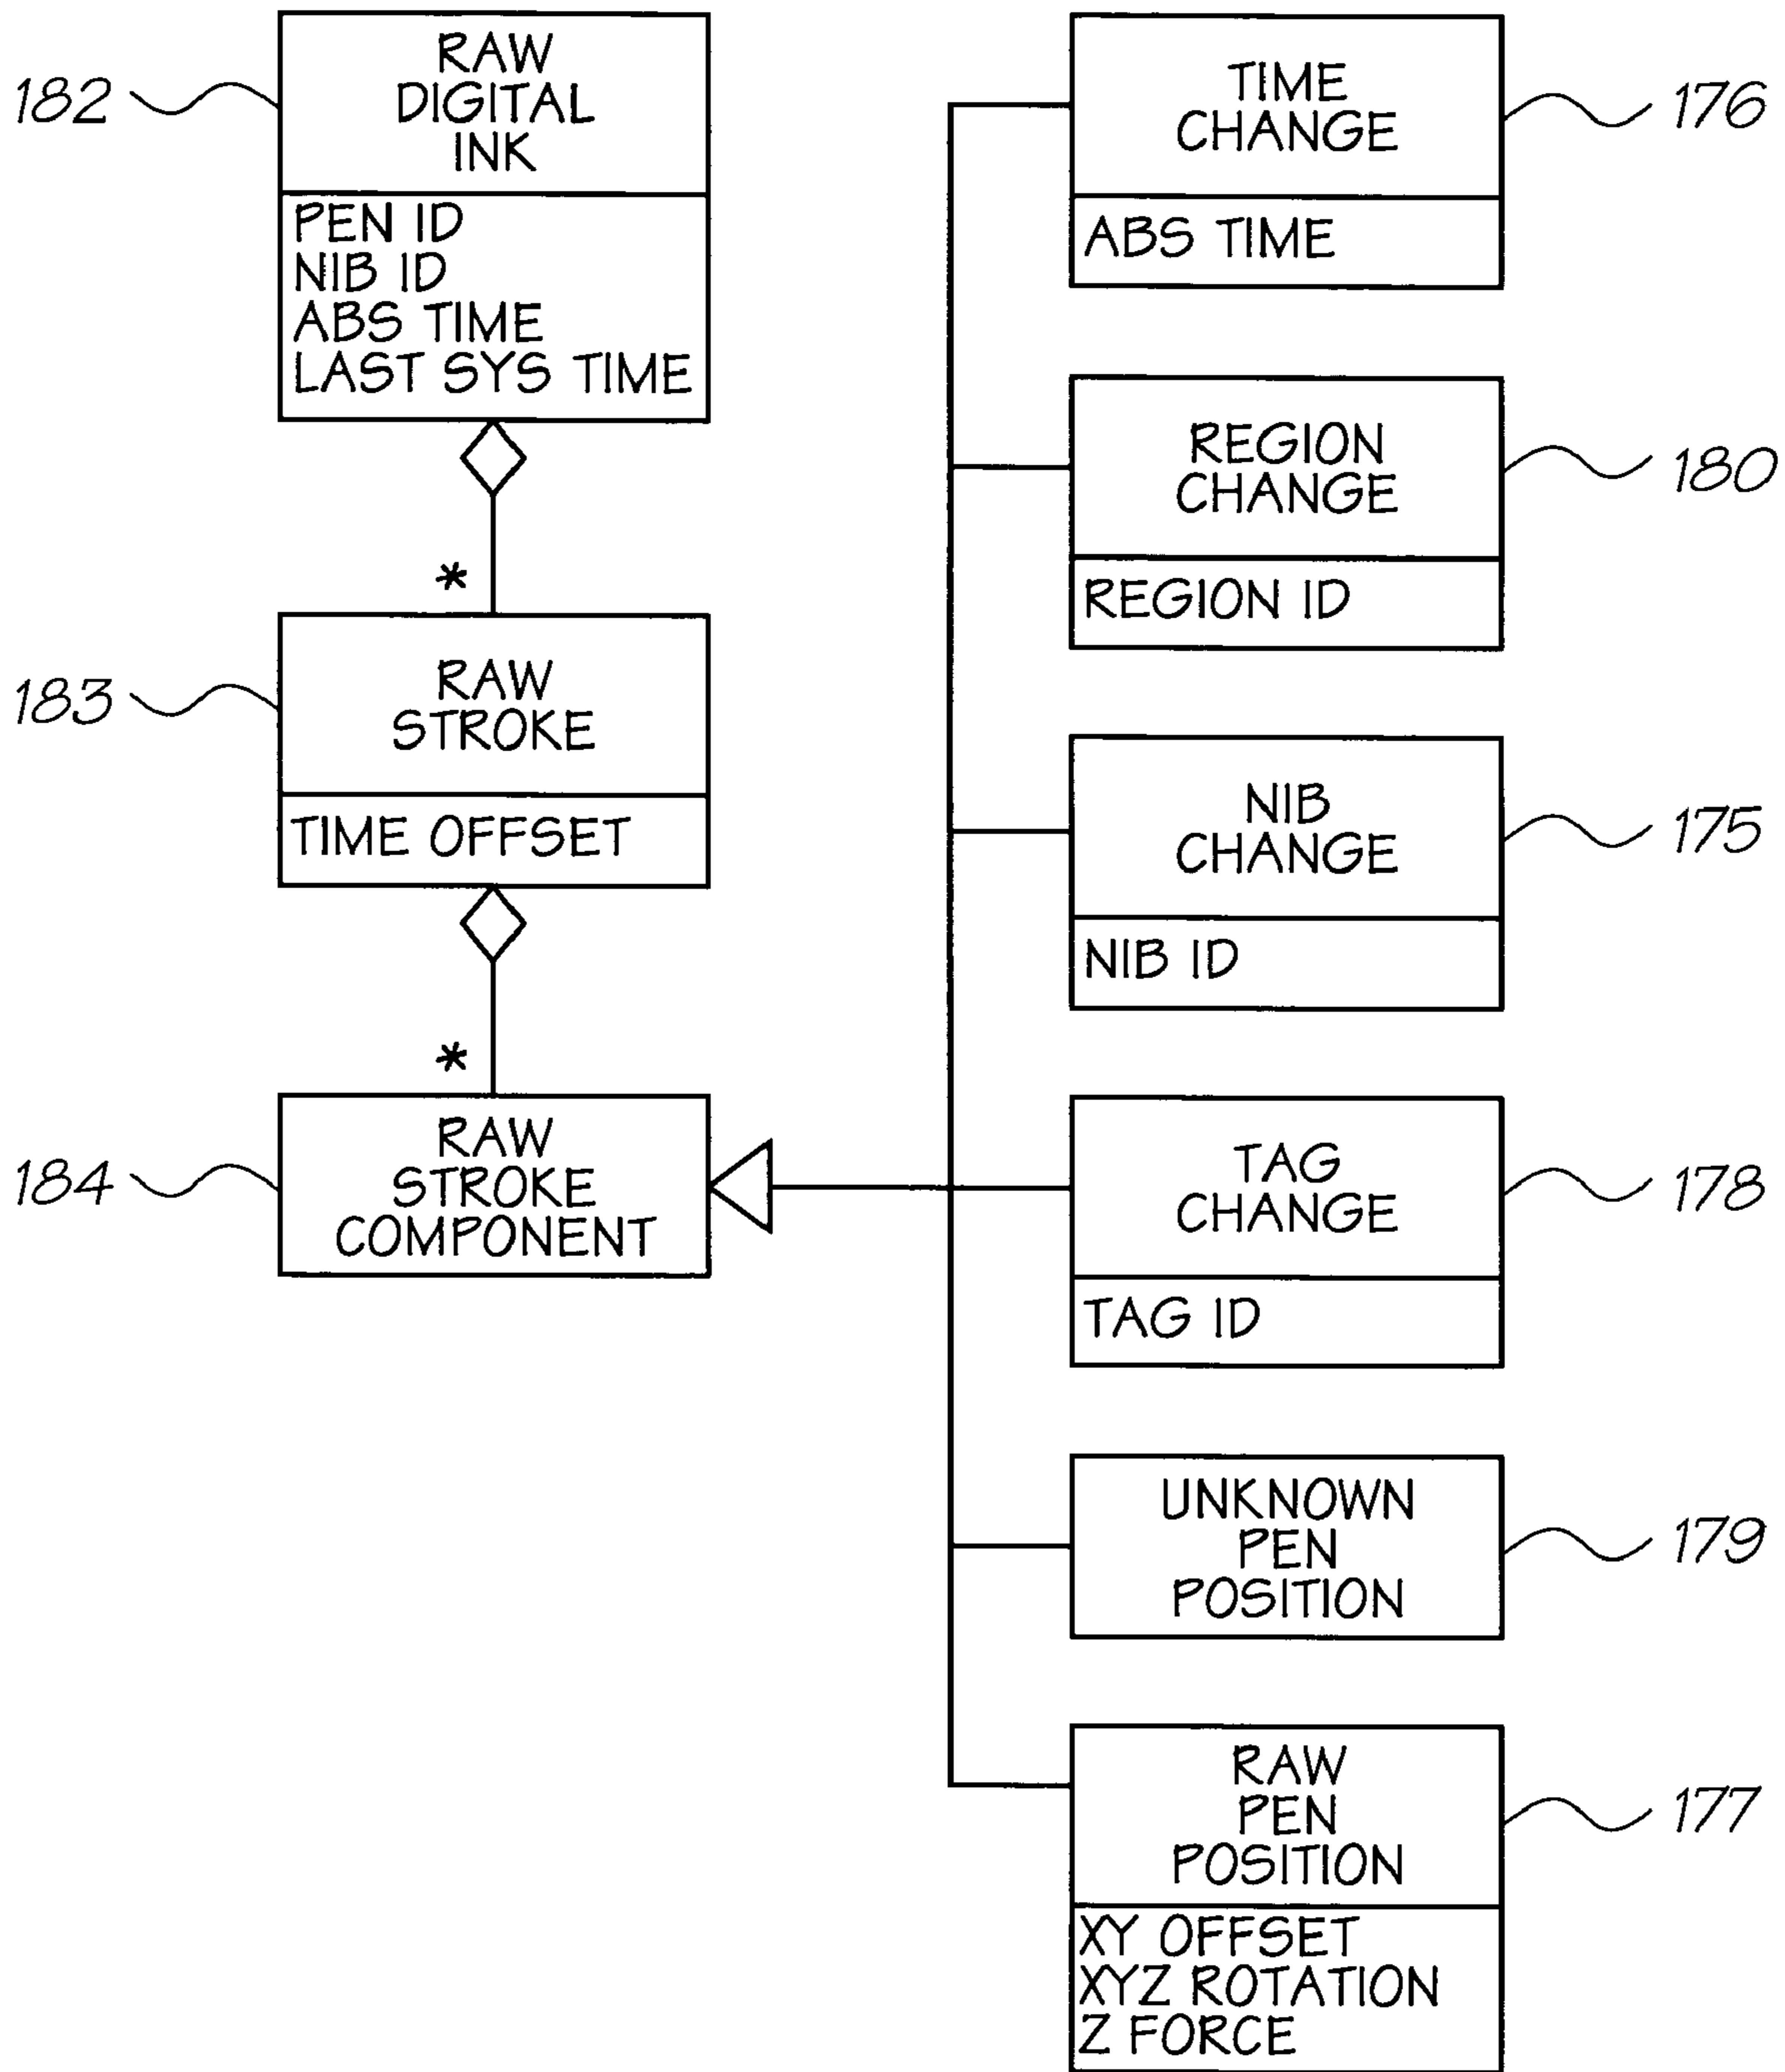 182
RAW
DIGITAL
INK
PEN ID
NIB ID
ABS TIME
LAST SYS TIME
*
183
RAW
STROKE
TIME OFFSET
*
184
RAW
STROKE
COMPONENT
TIME
CHANGE
ABS TIME
176
REGION
CHANGE
REGION ID
180
NIB
CHANGE
NIB ID
175
TAG
CHANGE
TAG ID
178
UNKNOWN
PEN
POSITION
179
RAW
PEN
POSITION
XY OFFSET
XYZ ROTATION
Z FORCE
177